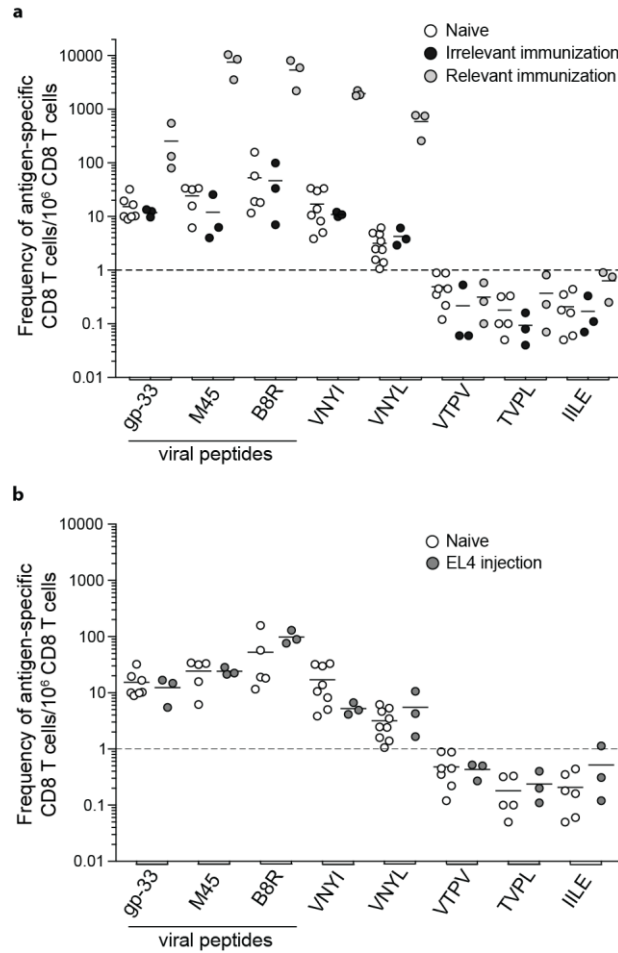 a
Naive
Irrelevant immunization
Relevant immunization
Frequency of antigen-specific
CD8 T cells/10⁶ CD8 T cells
10000
1000
100
10
1
0.1
0.01
gp-33
M45
B8R
VNYI
VNYL
VTPV
TVPL
IILE
viral peptides
b
Naive
EL4 injection
Frequency of antigen-specific
CD8 T cells/10⁶ CD8 T cells
10000
1000
100
10
1
0.1
0.01
gp-33
M45
B8R
VNYI
VNYL
VTPV
TVPL
IILE
viral peptides